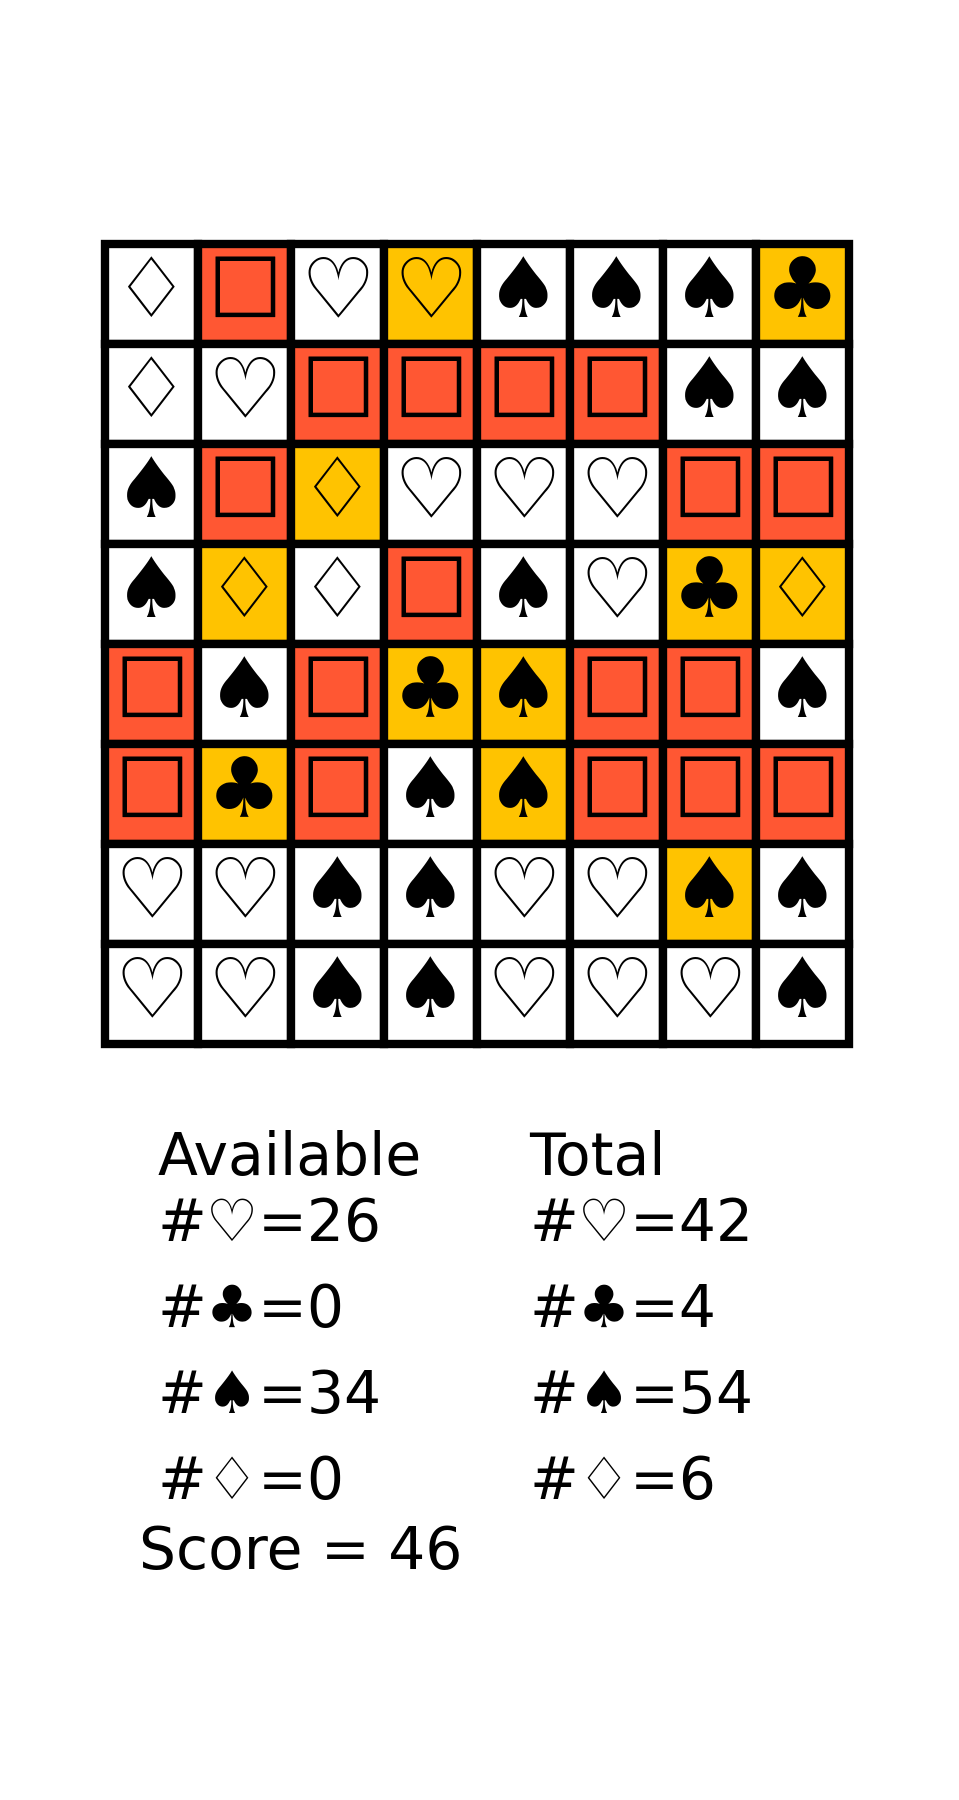 ♢ □ ♡ ♡ ♠ ♠ ♠ ♣
♢ ♡ □ □ □ □ ♠ ♠
♠ □ ♢ ♡ ♡ ♡ □ □
♠ ♢ ♢ □ ♠ ♡ ♣ ♢
□ ♠ □ ♣ ♠ □ □ ♠
□ ♣ □ ♠ ♠ □ □ □
♡ ♡ ♠ ♠ ♡ ♡ ♠ ♠
♡ ♡ ♠ ♠ ♡ ♡ ♡ ♠
Available Total
#♡=26 #♡=42
#♣=0 #♣=4
#♠=34 #♠=54
#♢=0 #♢=6
Score = 46